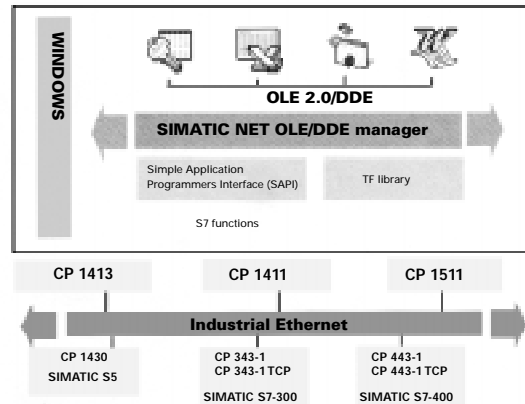 WINDOWS
OLE 2.0/DDE
SIMATIC NET OLE/DDE manager
Simple Application
Programmers Interface (SAPI)
TF library
S7 functions
CP 1413
CP 1411
CP 1511
Industrial Ethernet
CP 1430
SIMATIC S5
CP 343-1
CP 343-1 TCP
SIMATIC S7-300
CP 443-1
CP 443-1 TCP
SIMATIC S7-400